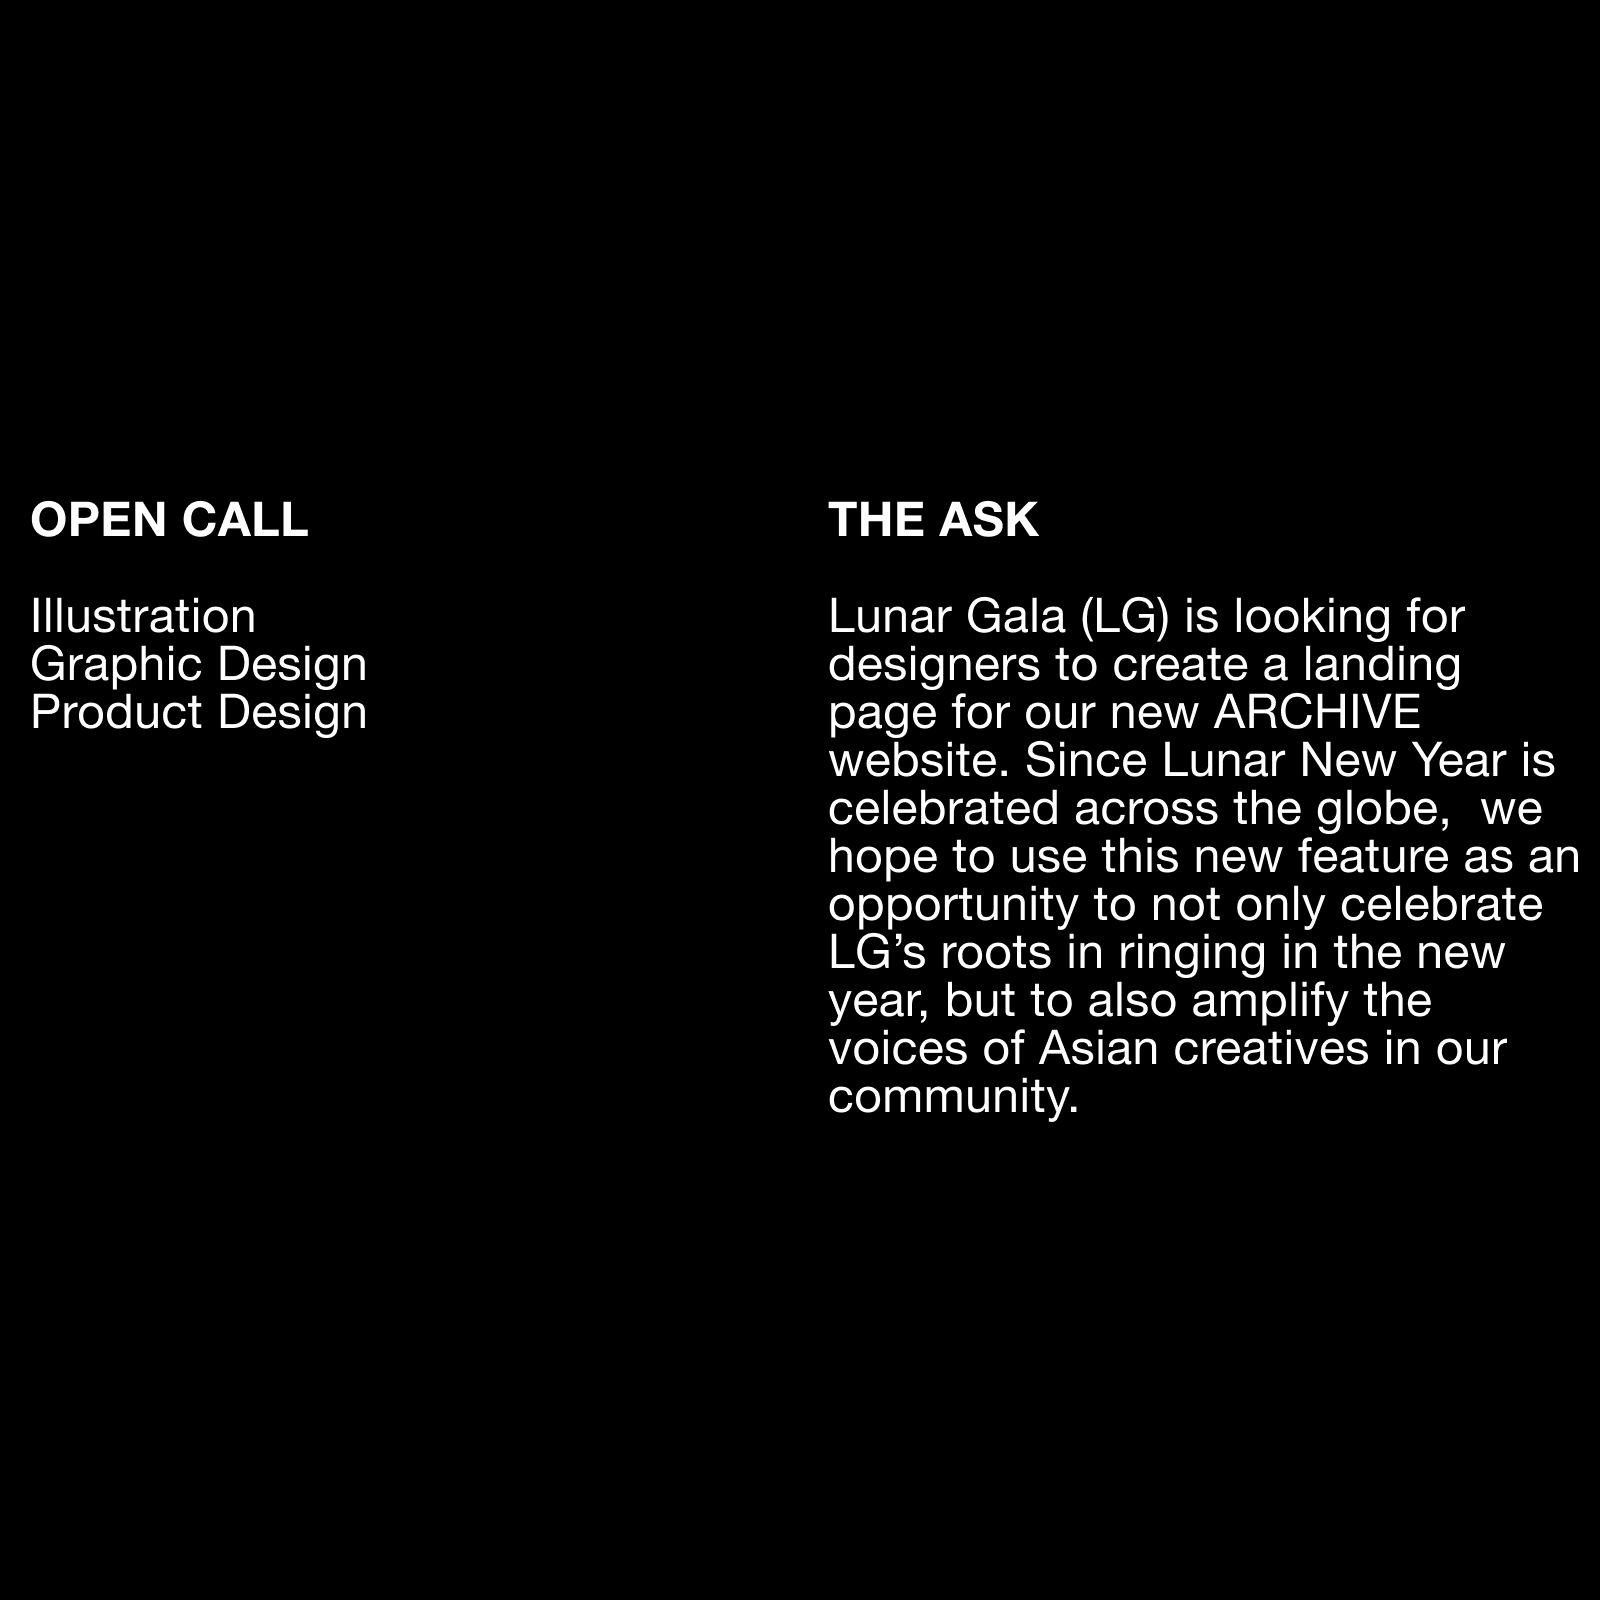 OPEN CALL
Illustration
Graphic Design
Product Design
THE ASK
Lunar Gala (LG) is looking for
designers to create a landing
page for our new ARCHIVE
website. Since Lunar New Year is
celebrated across the globe,  we
hope to use this new feature as an
opportunity to not only celebrate
LG’s roots in ringing in the new
year, but to also amplify the
voices of Asian creatives in our
community.